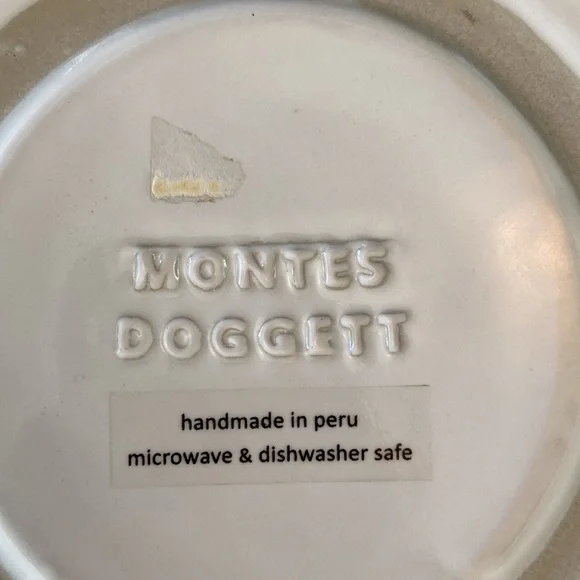 MONTES
DOGGETT
handmade in peru
microwave & dishwasher safe